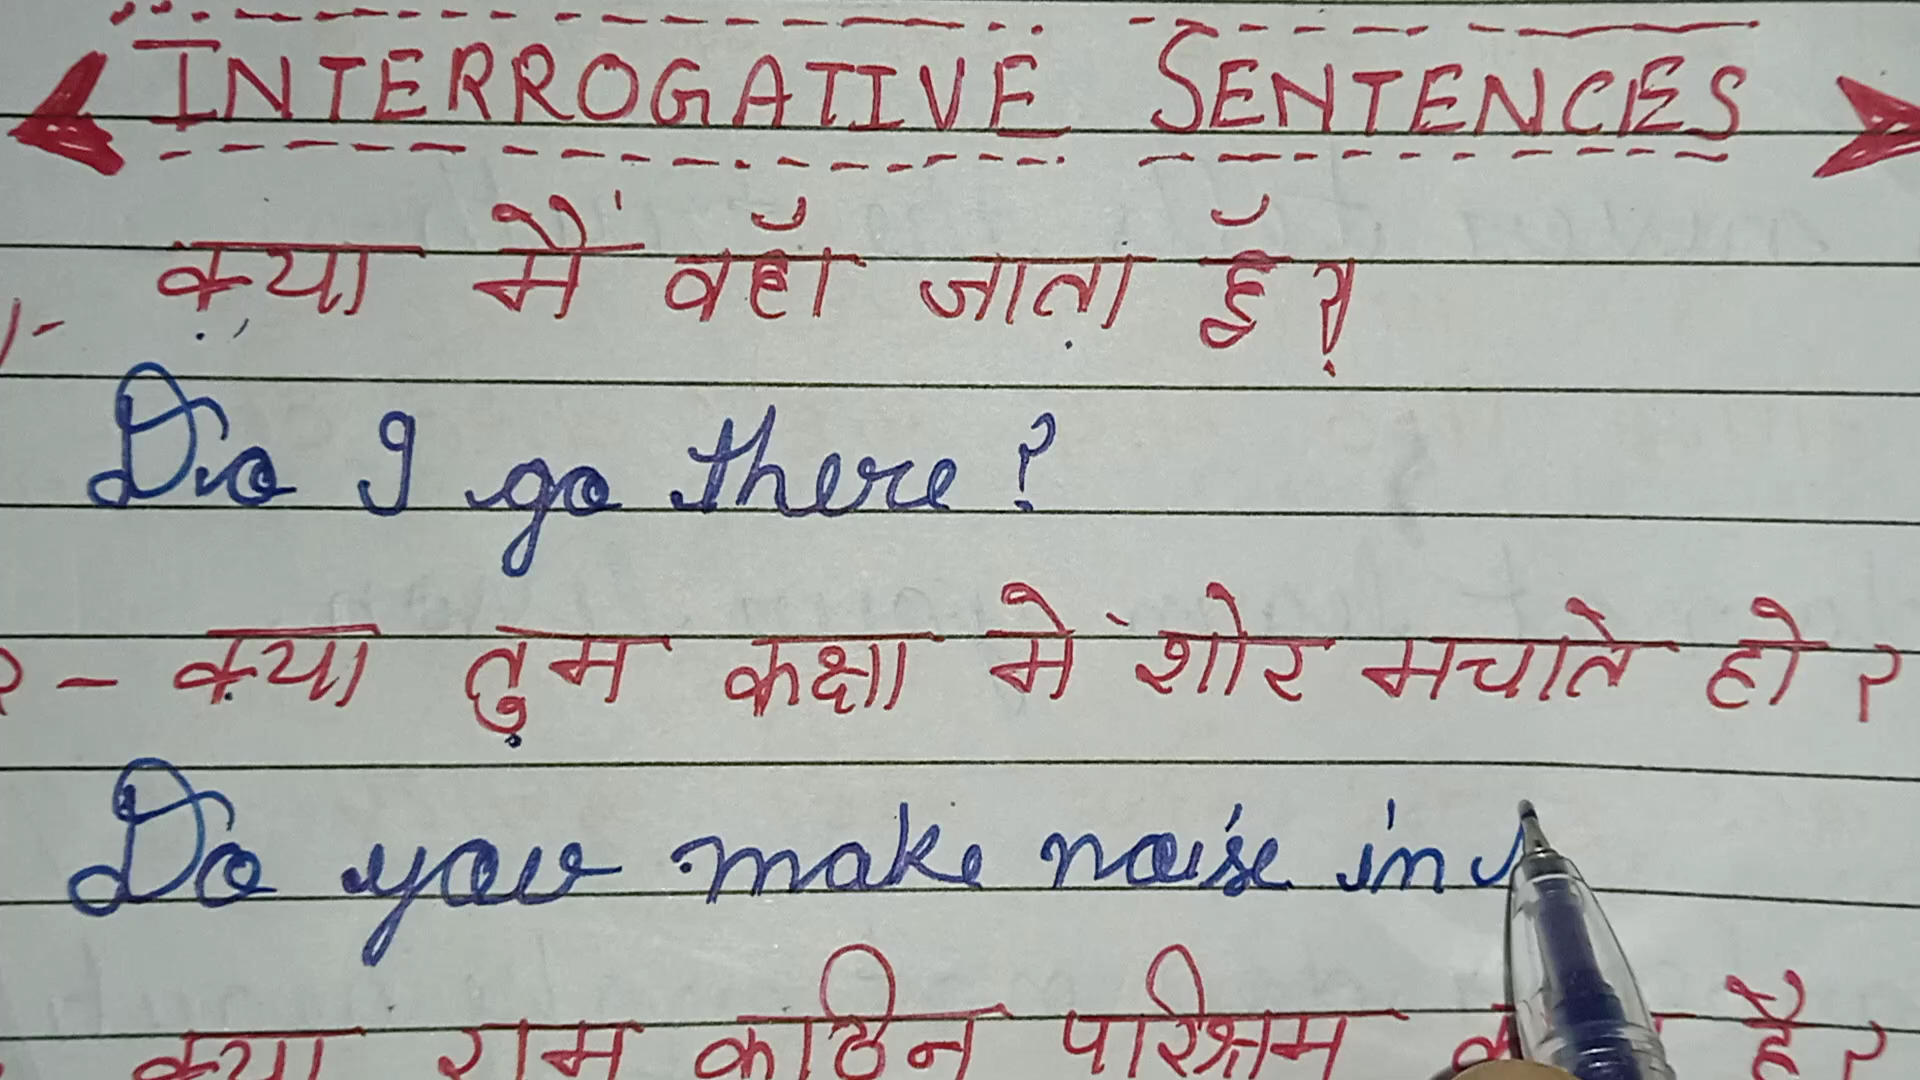 INTERROGATIVE SENTENCES
1- क्या मैं वहाँ जाता हूँ?
Do I go there?
2- क्या तुम कक्षा में शोर मचाते हो?
Do you make noise in
क्या राम कठिन परिश्रम है?